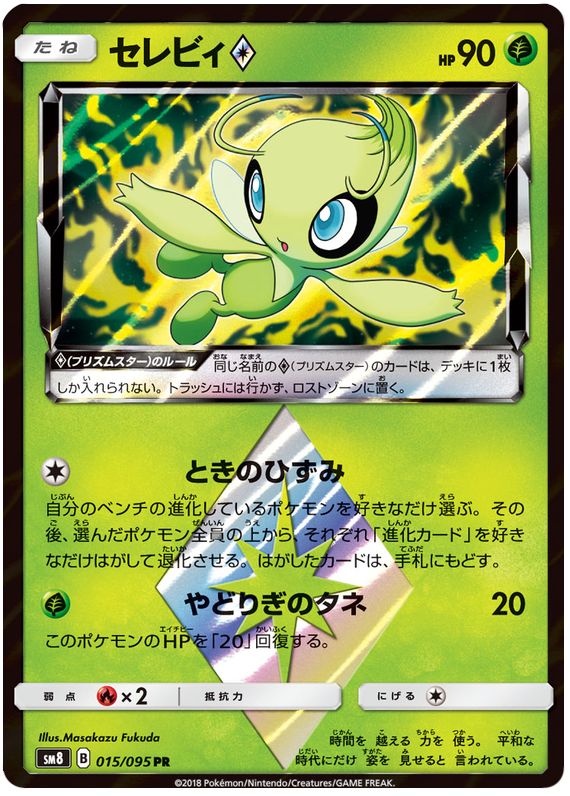 たね セレビィ◇ HP 90
◇(プリズムスター)のルール 同じ名前の◇(プリズムスター)のカードは、デッキに1枚
しか入れられない。トラッシュには行かず、ロストゾーンに置く。
ときのひずみ
自分のベンチの進化しているポケモンを好きなだけ選ぶ。その
後、選んだポケモン全員の上から、それぞれ「進化カード」を好き
なだけはがして退化させる。はがしたカードは、手札にもどす。
やどりぎのタネ 20
このポケモンのHPを「20」回復する。
弱点 ×2 抵抗力 にげる
Illus.Masakazu Fukuda
時間を 越える 力を 使う。 平和な
時代にだけ 姿を 見せると 言われている。
SM8 B 015/095 PR
©2018 Pokémon/Nintendo/Creatures/GAME FREAK.